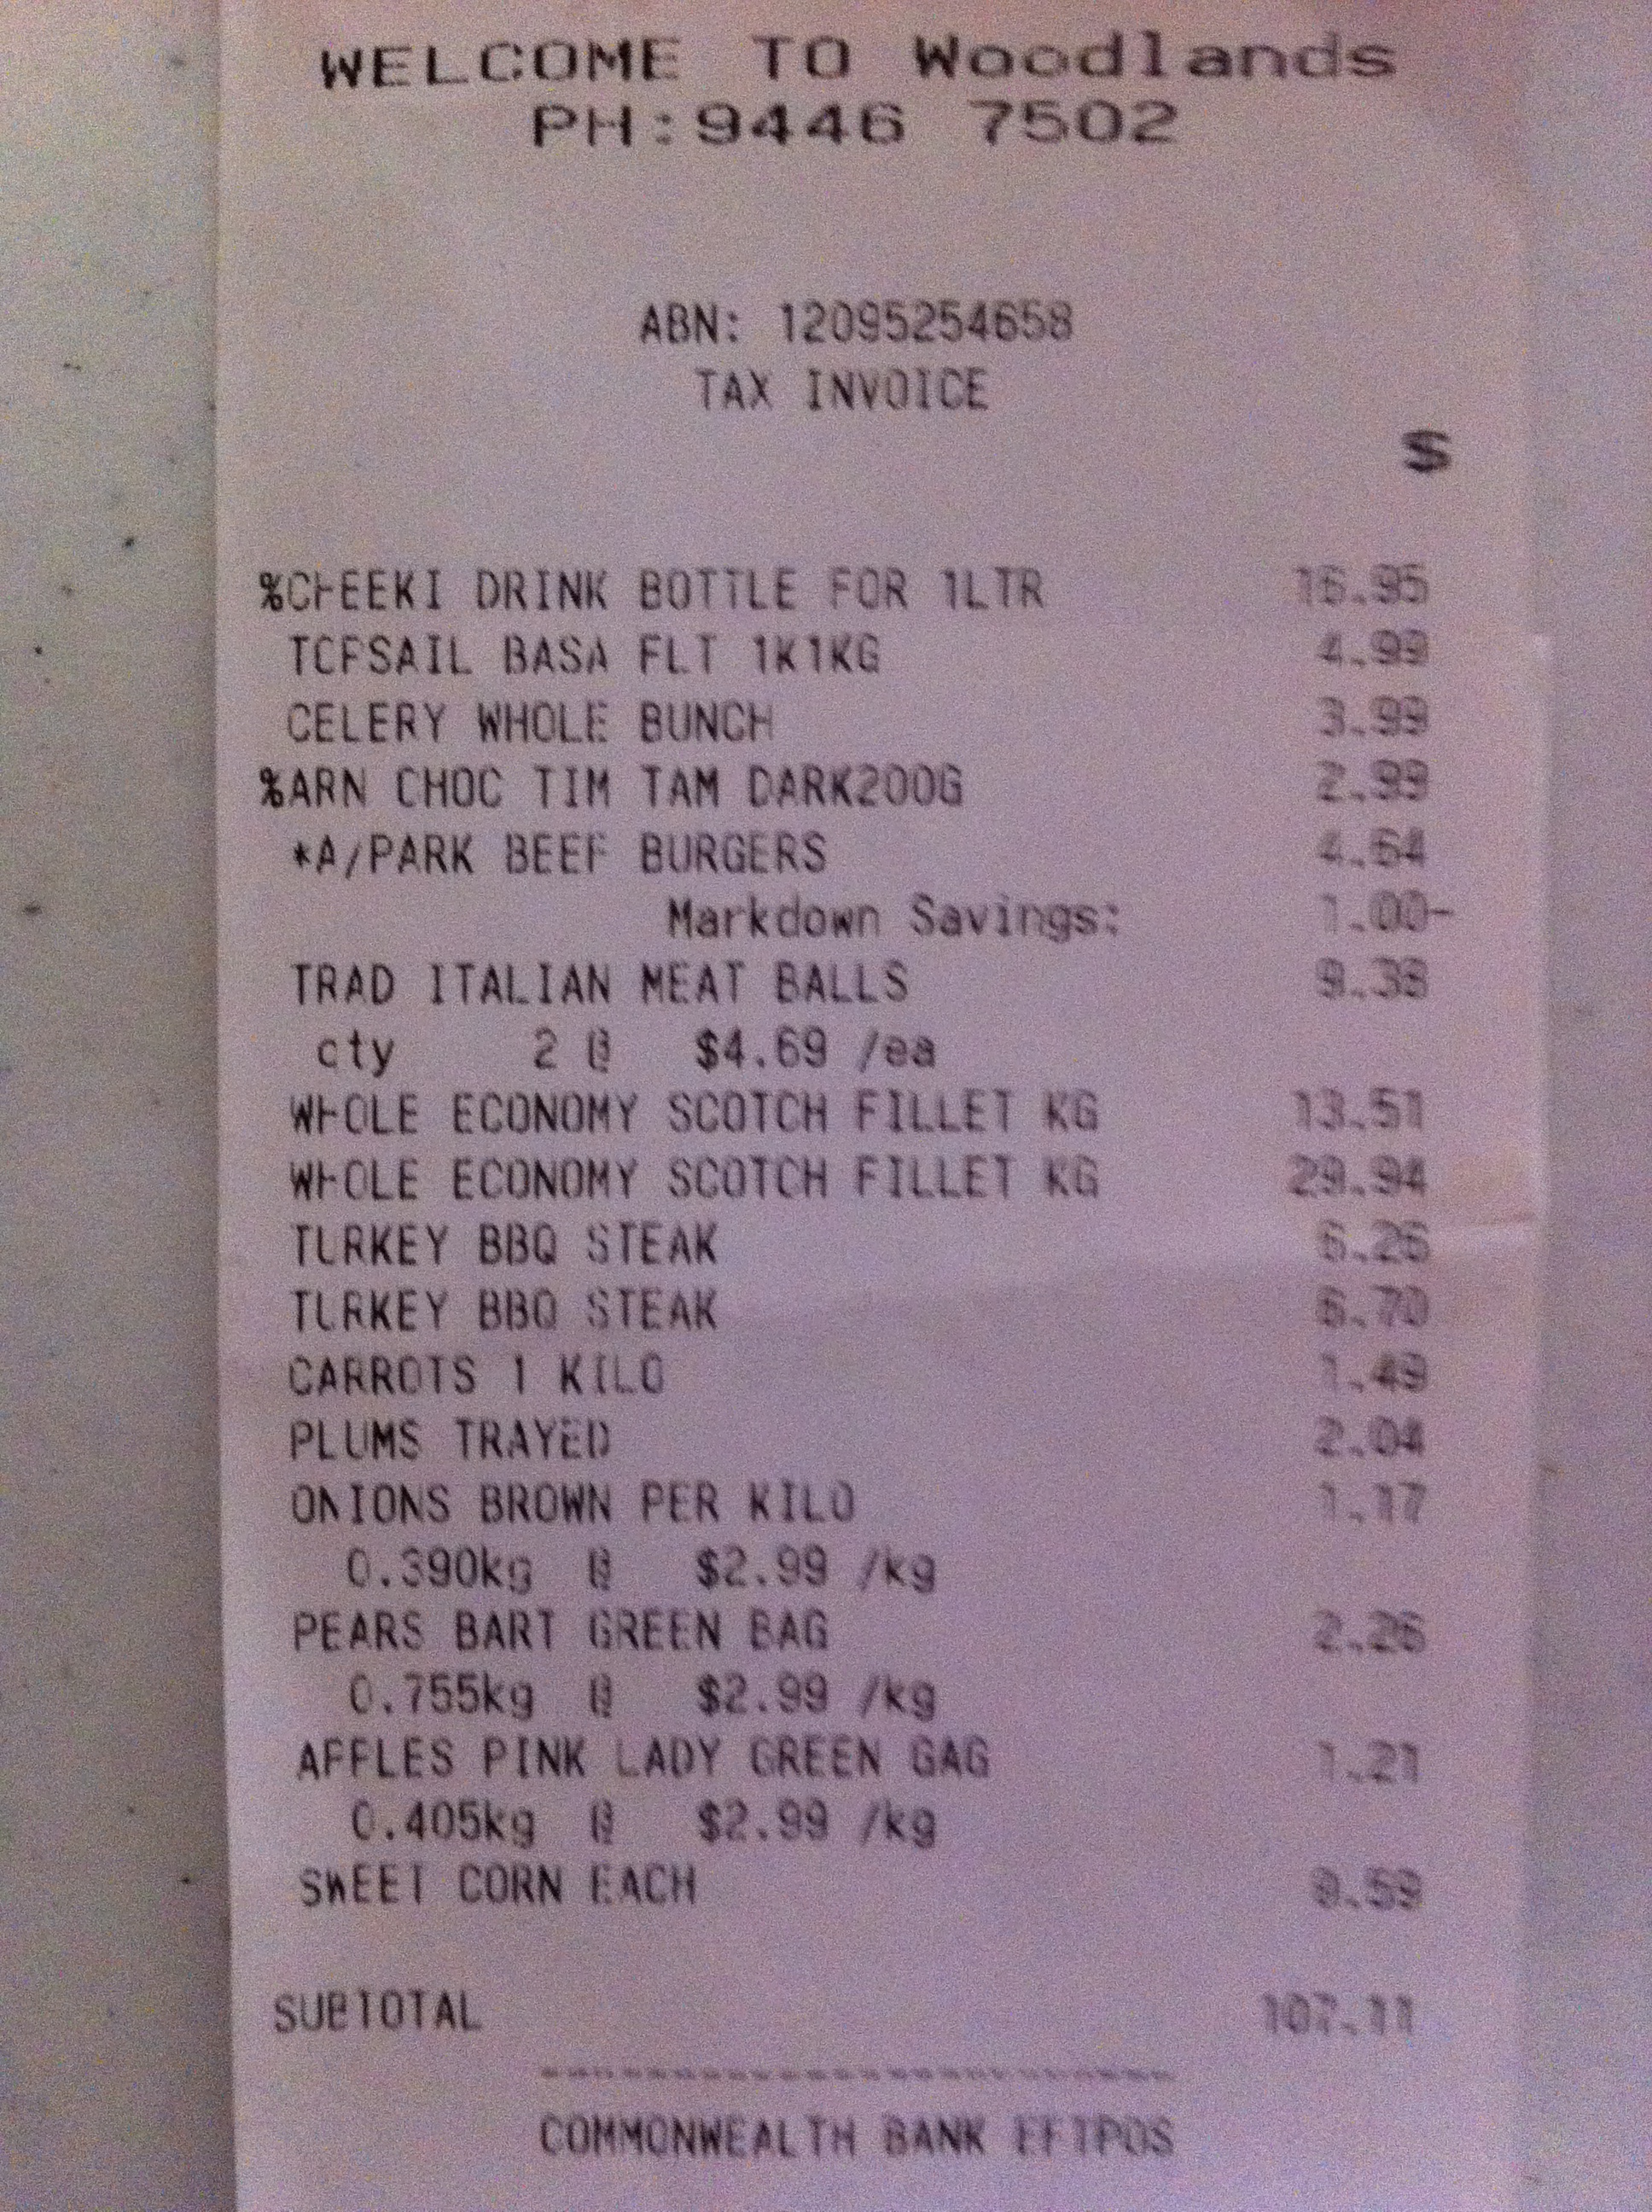 WELCOME TO Woodlands
PH:9446 7502
ABN: 12095254658
TAX INVOICE
$
%CHEEKI DRINK BOTTLE FOR 1LTR 16.95
TOPSAIL BASA FLT 1K1KG 4.99
CELERY WHOLE BUNCH 3.99
%ARN CHOC TIM TAM DARK200G 2.99
*A/PARK BEEF BURGERS 4.64
Markdown Savings: 1.00-
TRAD ITALIAN MEAT BALLS 9.38
qty 2 @ $4.69 /ea
WHOLE ECONOMY SCOTCH FILLET KG 13.51
WHOLE ECONOMY SCOTCH FILLET KG 29.94
TURKEY BBQ STEAK 6.26
TURKEY BBQ STEAK 6.70
CARROTS 1 KILO 1.49
PLUMS TRAYED 2.04
ONIONS BROWN PER KILO 1.17
0.390kg @ $2.99 /kg
PEARS BART GREEN BAG 2.26
0.755kg @ $2.99 /kg
APPLES PINK LADY GREEN GAG 1.21
0.405kg @ $2.99 /kg
SWEET CORN EACH 0.59
SUBTOTAL 107.11
------------------------
COMMONWEALTH BANK EFTPOS